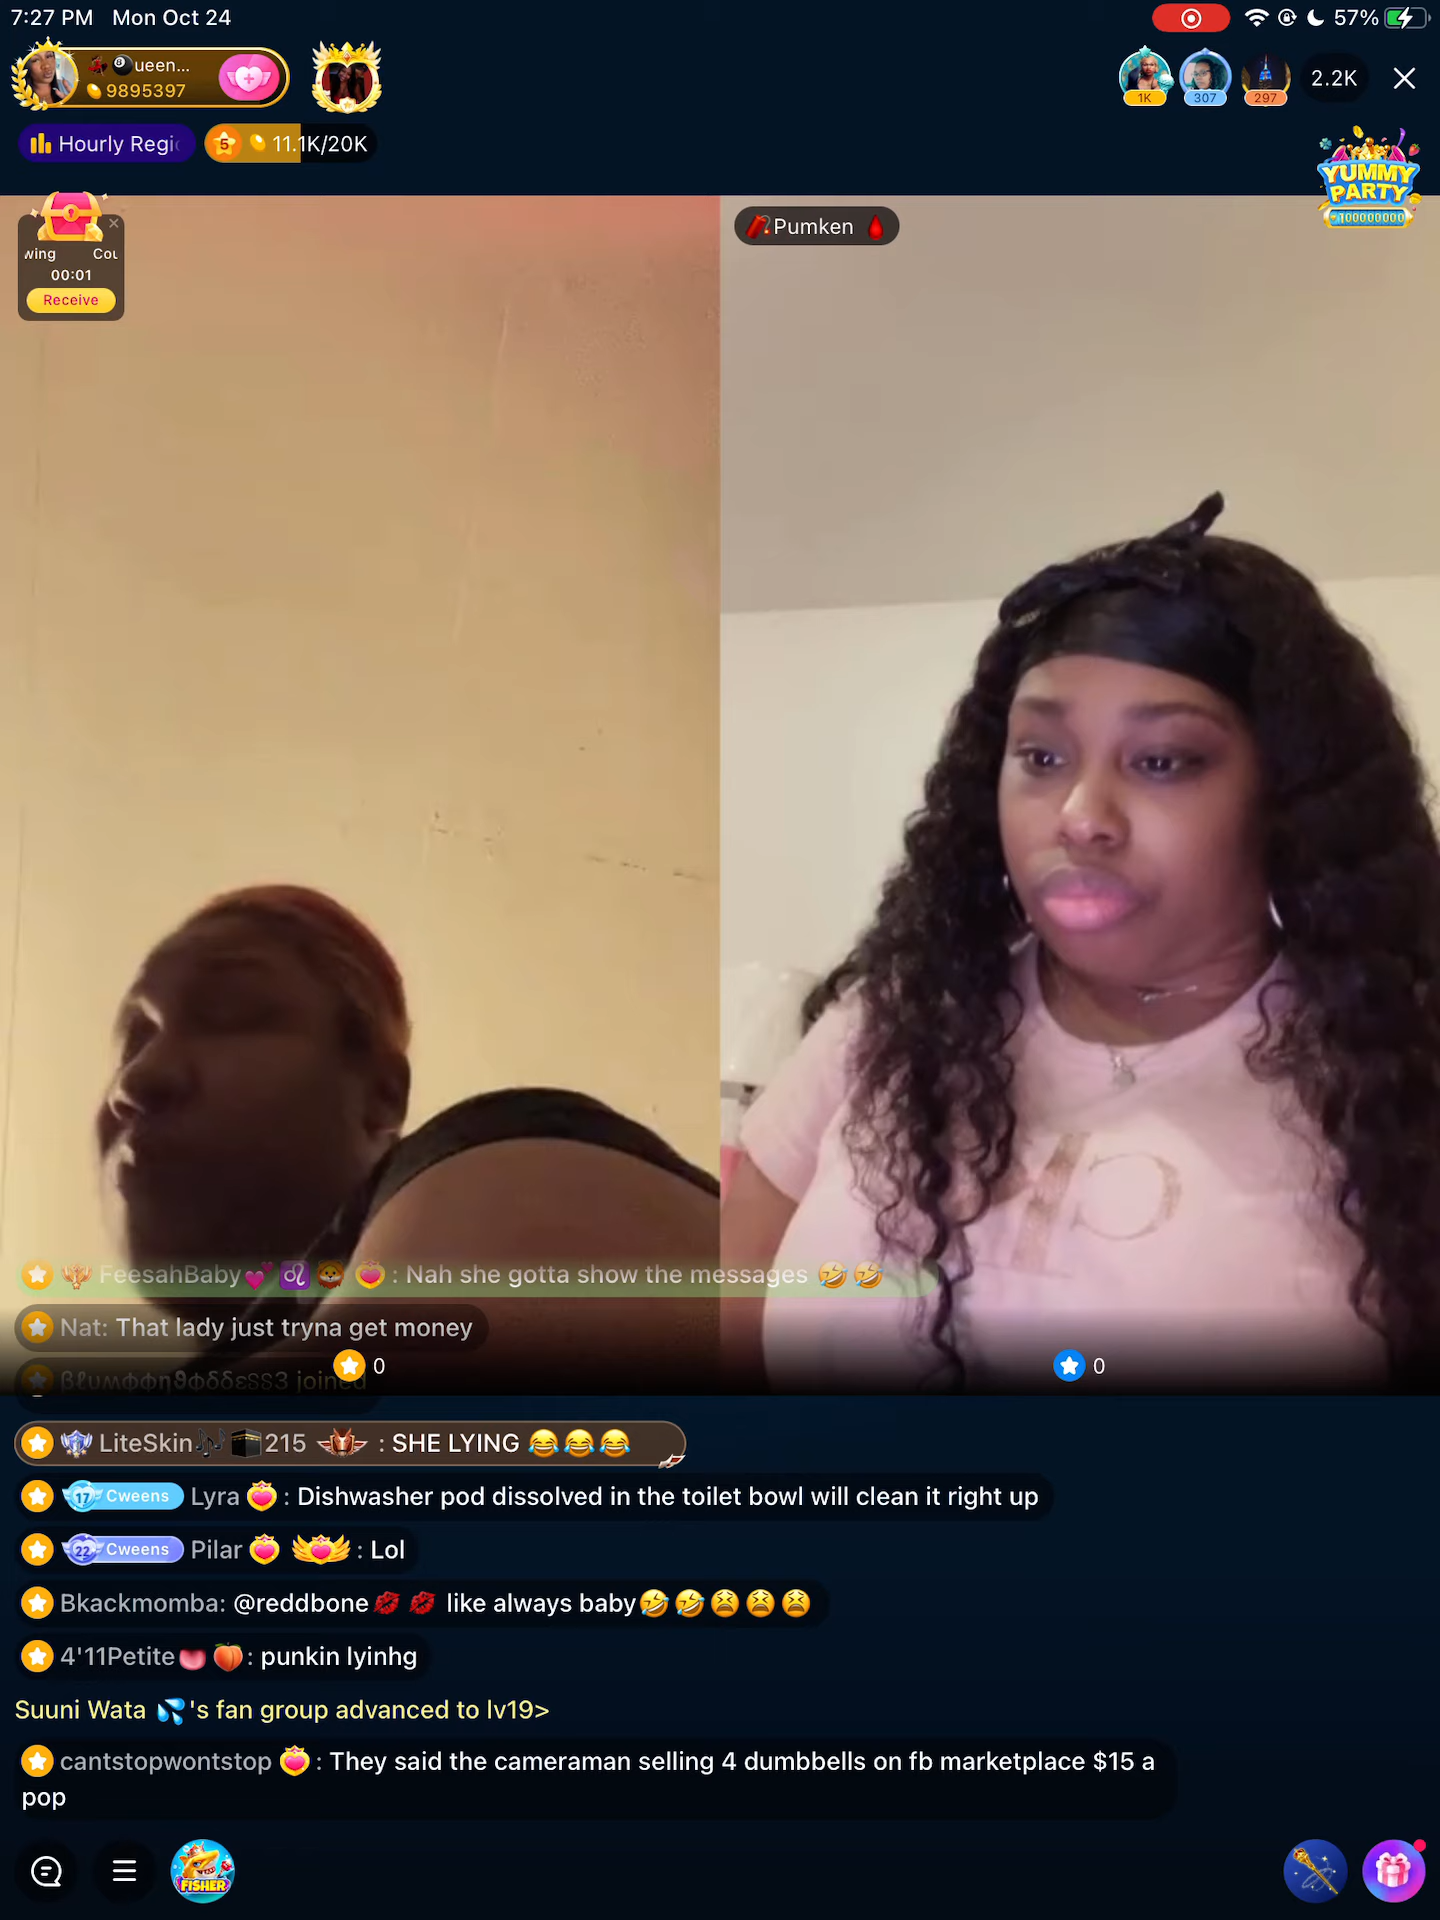 7:27 PM Mon Oct 24
57%
🎱ueen...
9895397
1K
307
297
2.2K
Hourly Regi
5 11.1K/20K
YUMMY
PARTY
100000000
wing Cou
00:01
Receive
Pumken 🩸
FeesahBaby💕♌🦁: Nah she gotta show the messages 🤣🤣
Nat: That lady just tryna get money
βℓυмφφηϑφδδεSS3 joined
0
0
LiteSkin🎶🕋215 : SHE LYING 😂😂😂
17 Cweens Lyra : Dishwasher pod dissolved in the toilet bowl will clean it right up
22 Cweens Pilar : Lol
Bkackmomba: @reddbone💋 💋 like always baby🤣🤣😫😫😫
4'11Petite👅🍑: punkin lyinhg
Suuni Wata 💦's fan group advanced to lv19>
cantstopwontstop : They said the cameraman selling 4 dumbbells on fb marketplace $15 a
pop
FISHER